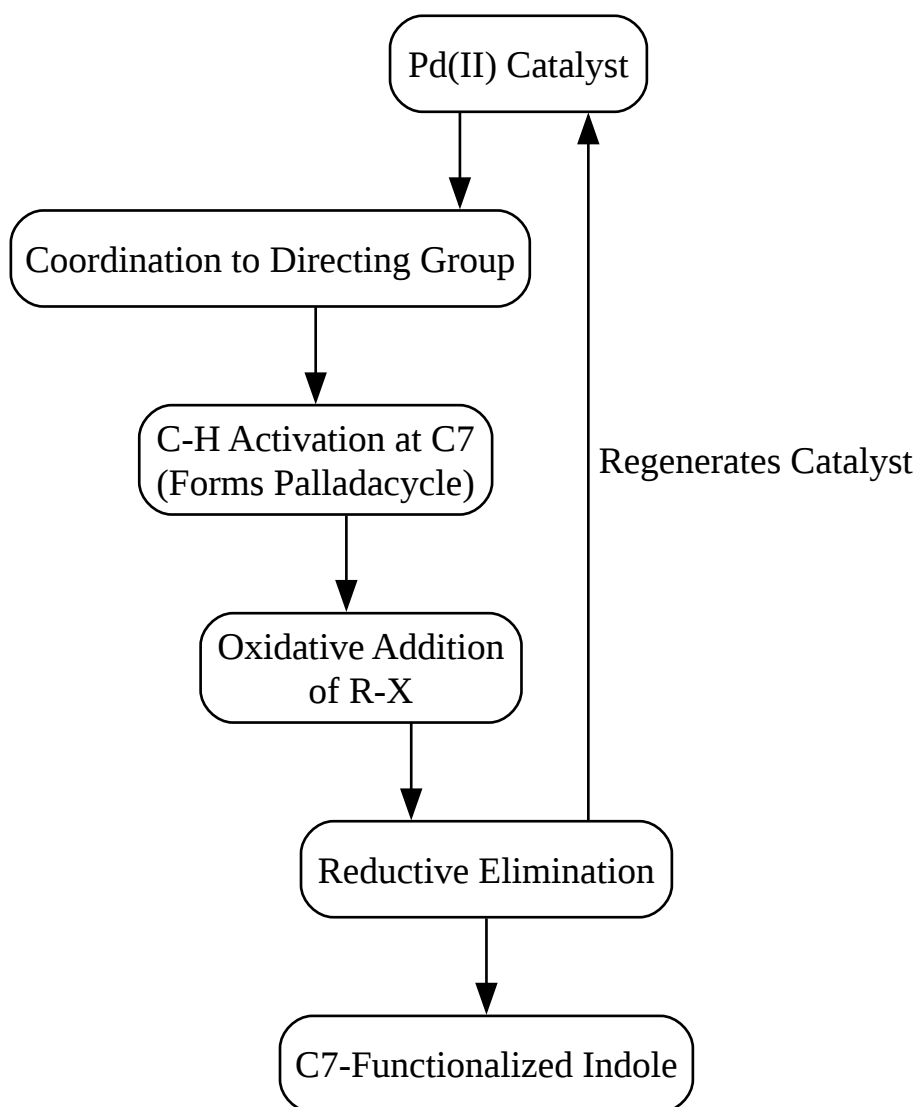 Pd(II) Catalyst
Coordination to Directing Group
C-H Activation at C7
(Forms Palladacycle)
Regenerates Catalyst
Oxidative Addition
of R-X
Reductive Elimination
C7-Functionalized Indole